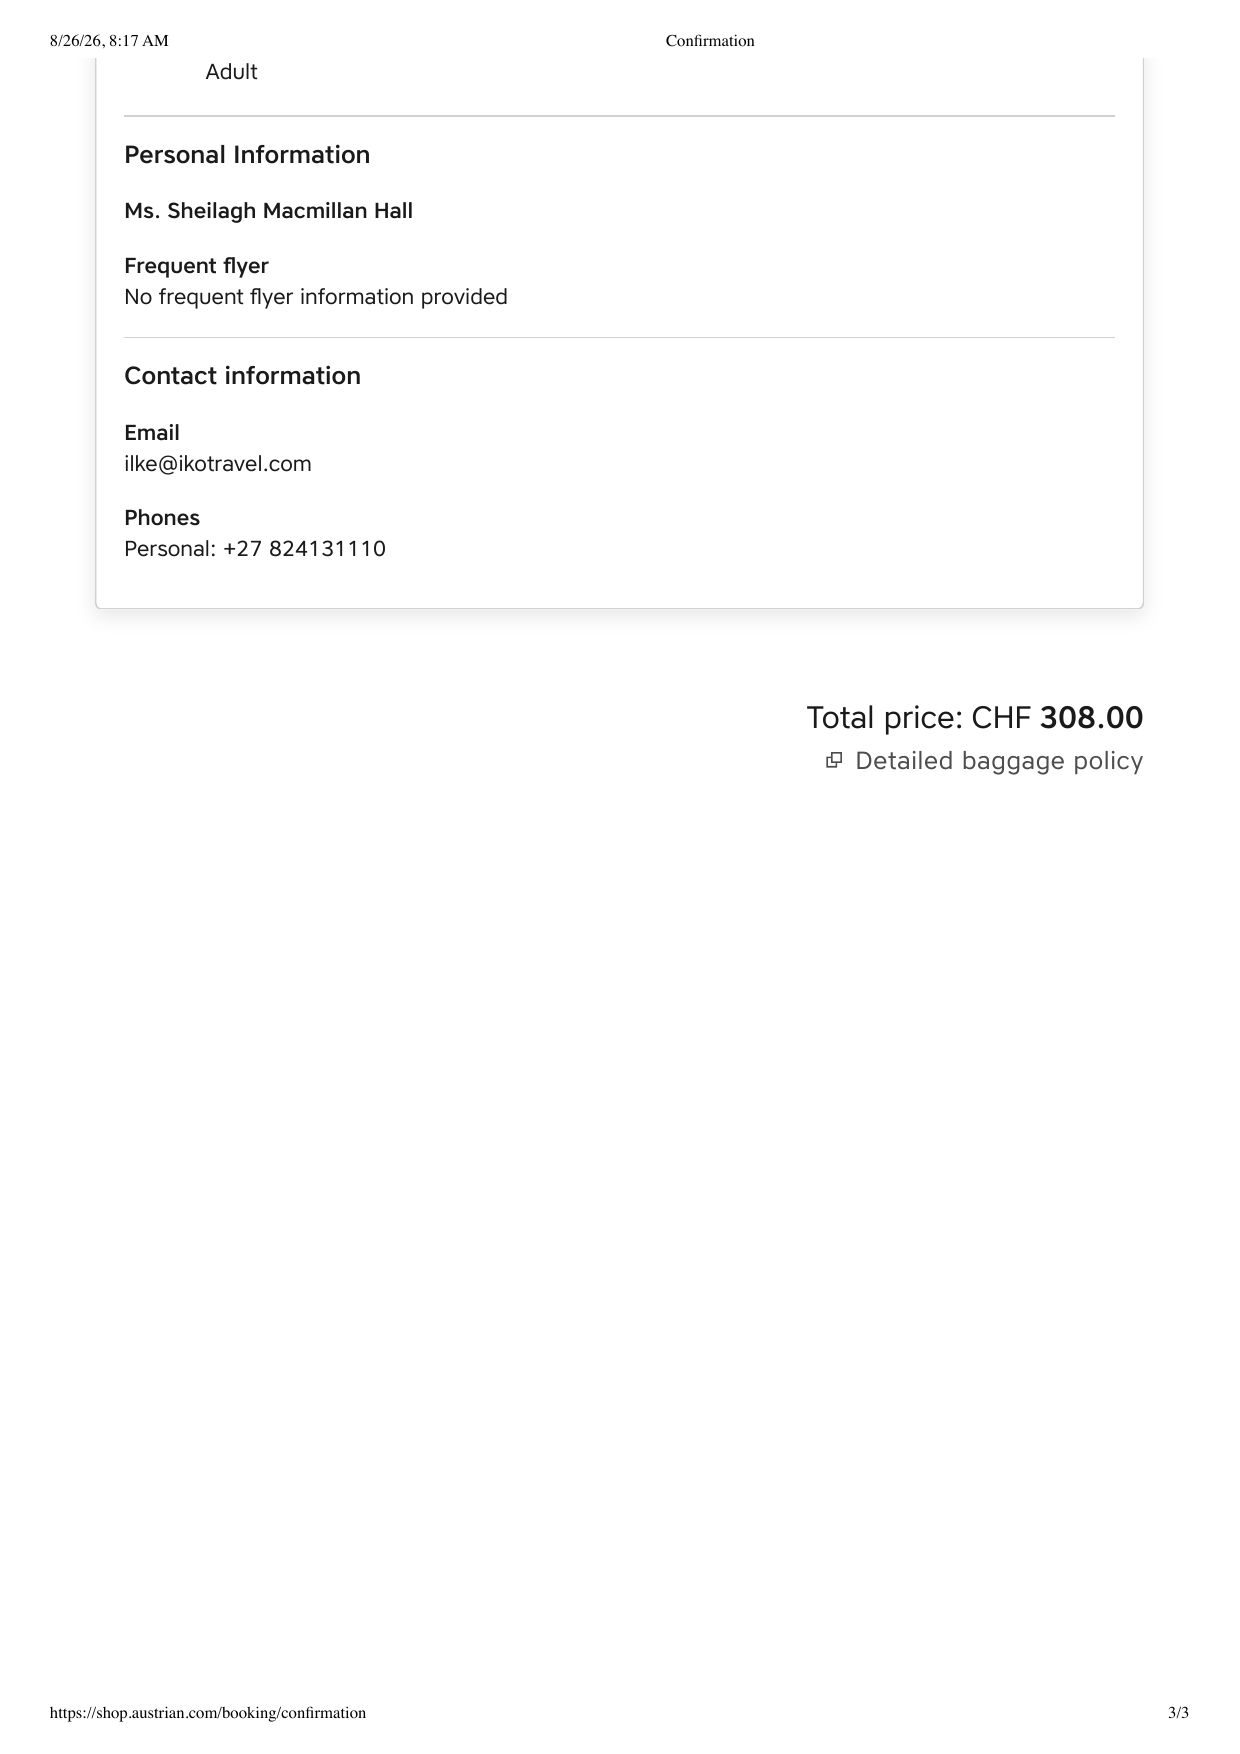 8/26/26, 8:17 AM
Confirmation
Adult
Personal Information
Ms. Sheilagh Macmillan Hall
Frequent flyer
No frequent flyer information provided
Contact information
Email
ilke@ikotravel.com
Phones
Personal: +27 824131110
Total price: CHF 308.00
Detailed baggage policy
https://shop.austrian.com/booking/confirmation
3/3